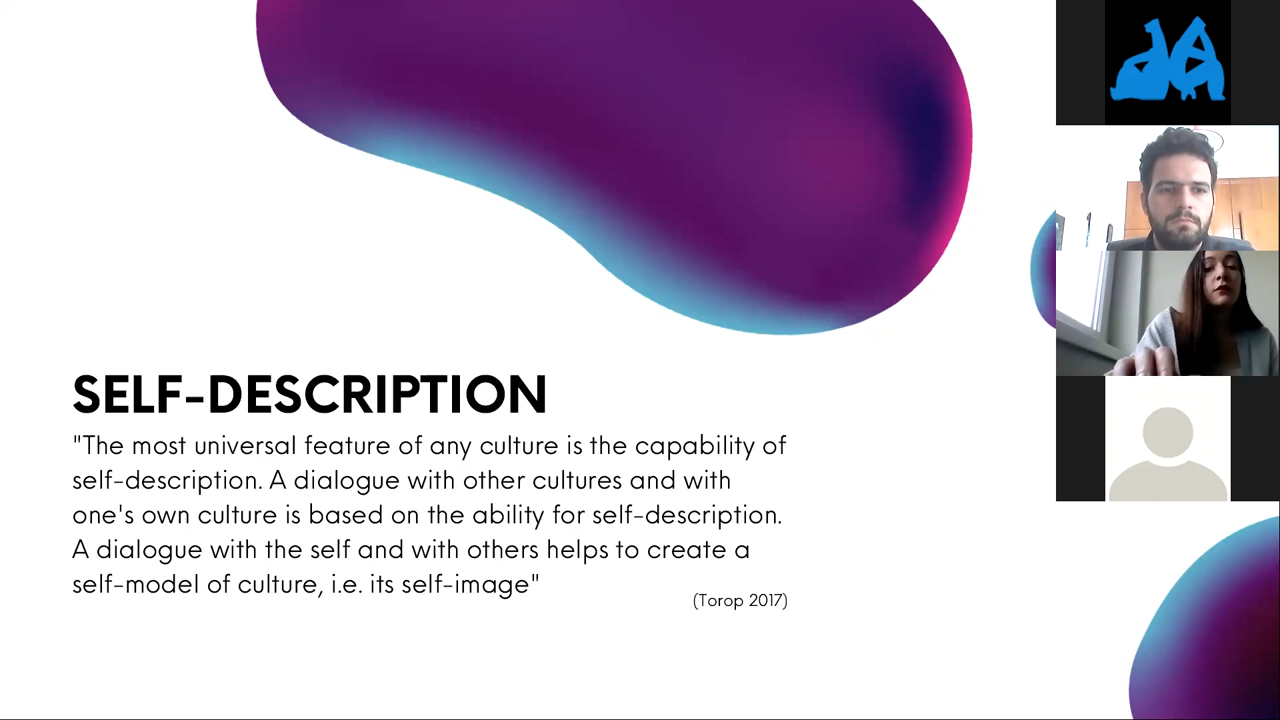 SELF-DESCRIPTION
"The most universal feature of any culture is the capability of
self-description. A dialogue with other cultures and with
one's own culture is based on the ability for self-description.
A dialogue with the self and with others helps to create a
self-model of culture, i.e. its self-image"
(Torop 2017)